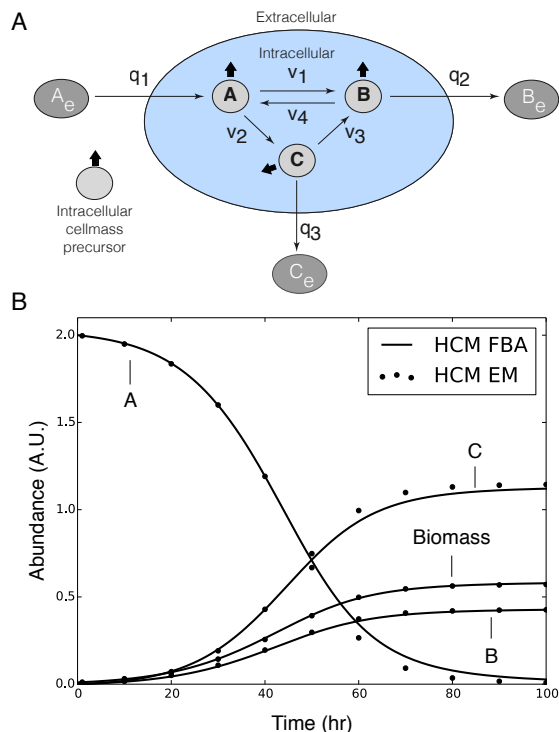 A
Extracellular
Intracellular
q1
A
v1
B
q2
Ae
v4
Be
v2
v3
C
Intracellular
cellmass
precursor
q3
Ce
B
2.0
HCM FBA
HCM EM
A
1.5
C
1.0
Biomass
0.5
B
0.0
0 20 40 60 80 100
Abundance (A.U.)
Time (hr)